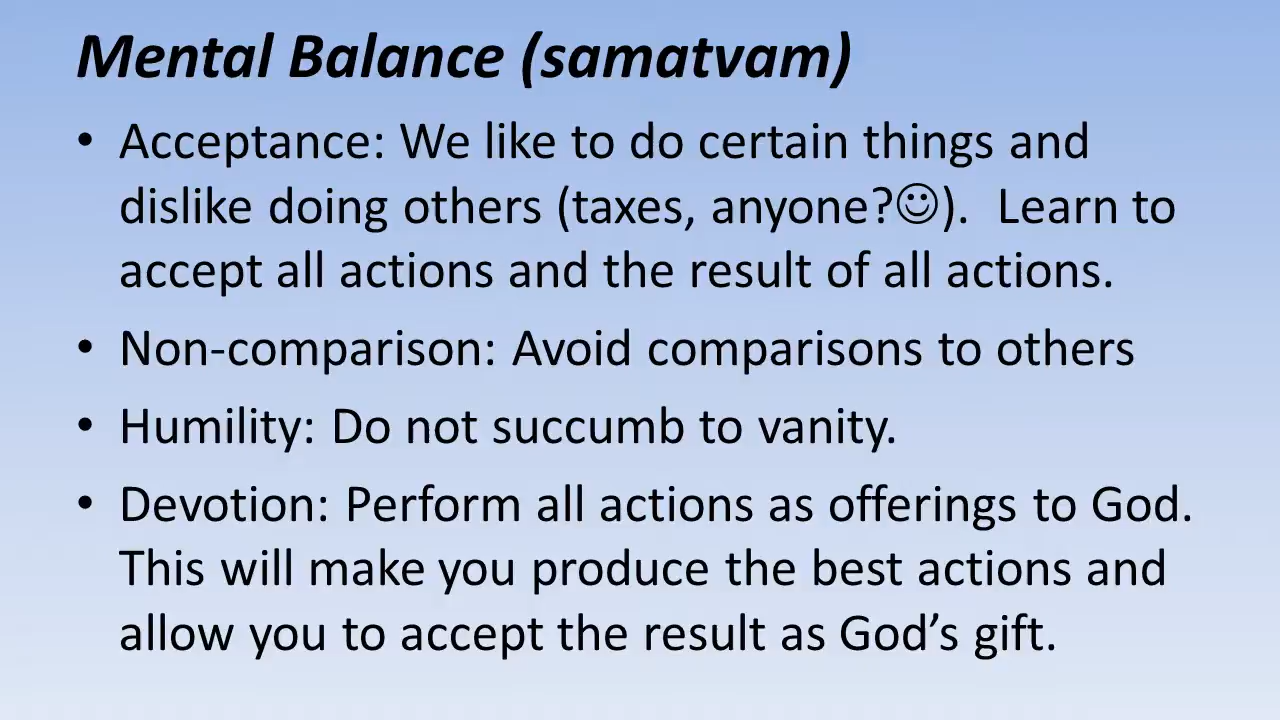 Mental Balance (samatvam)
• Acceptance: We like to do certain things and
dislike doing others (taxes, anyone?☺).  Learn to
accept all actions and the result of all actions.
• Non-comparison: Avoid comparisons to others
• Humility: Do not succumb to vanity.
• Devotion: Perform all actions as offerings to God.
This will make you produce the best actions and
allow you to accept the result as God’s gift.